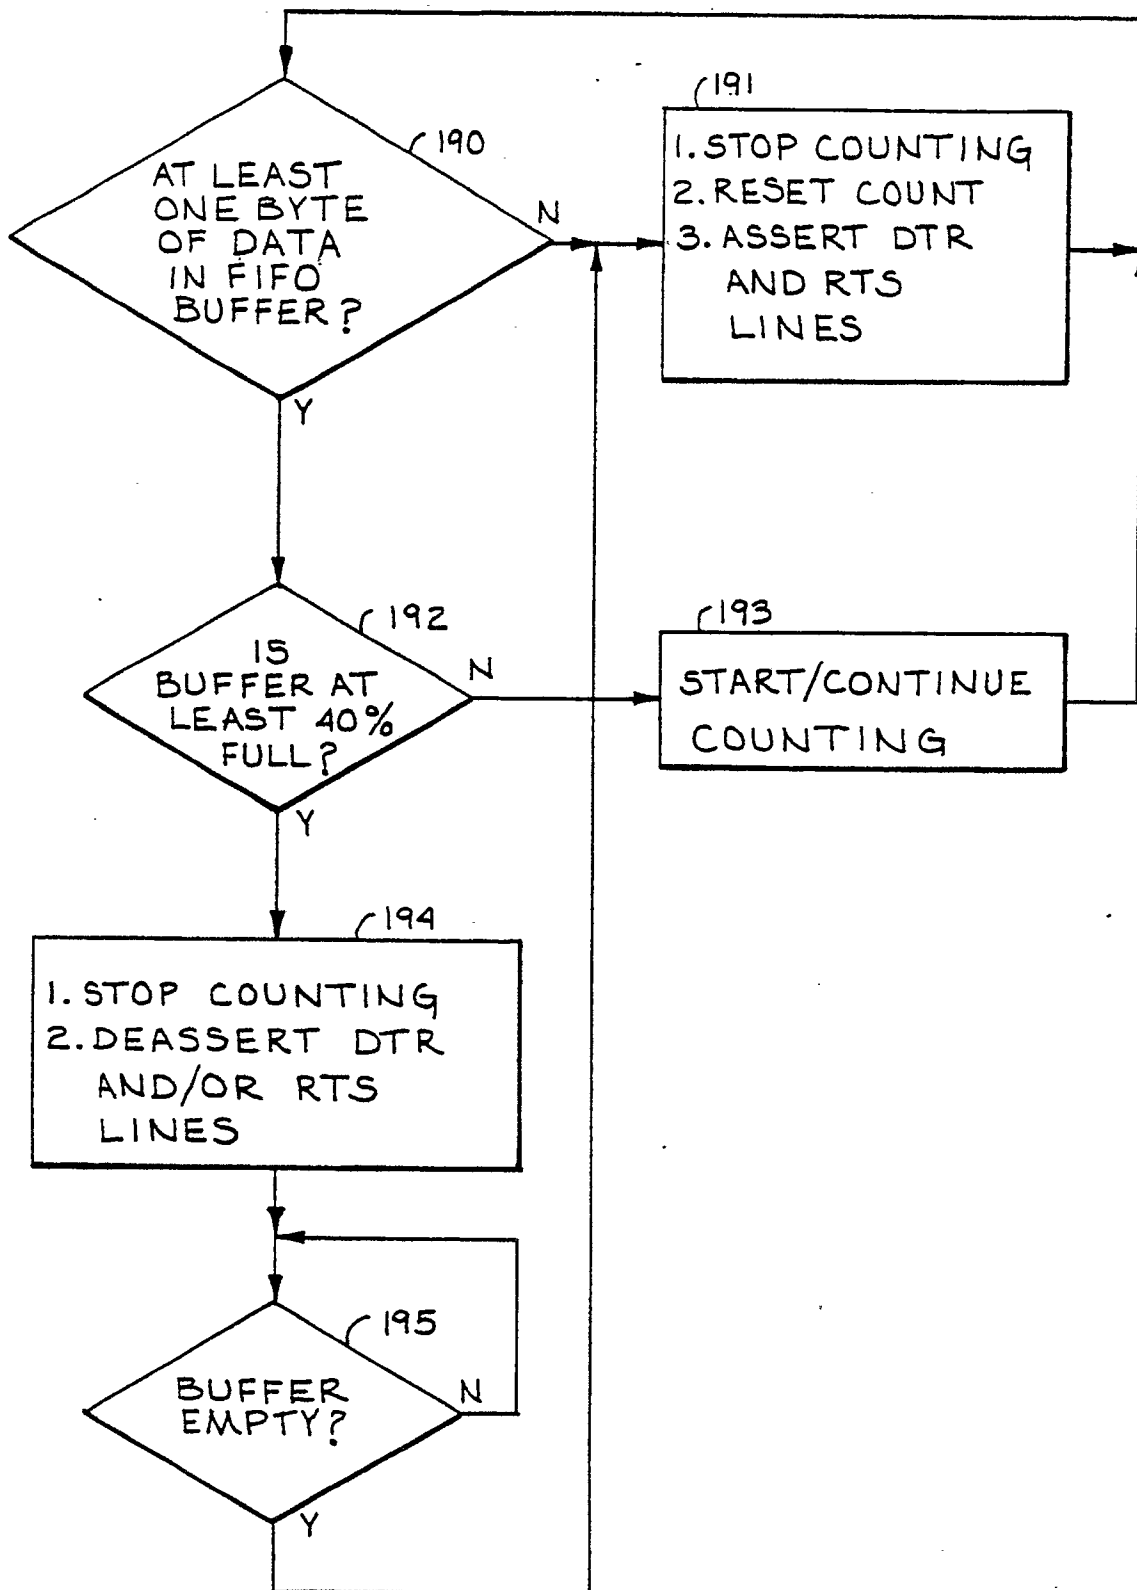 190
AT LEAST
ONE BYTE
OF DATA
IN FIFO
BUFFER?
N
Y
191
1. STOP COUNTING
2. RESET COUNT
3. ASSERT DTR
AND RTS
LINES
192
IS
BUFFER AT
LEAST 40%
FULL?
N
Y
193
START/CONTINUE
COUNTING
194
1. STOP COUNTING
2. DEASSERT DTR
AND/OR RTS
LINES
195
BUFFER
EMPTY?
N
Y